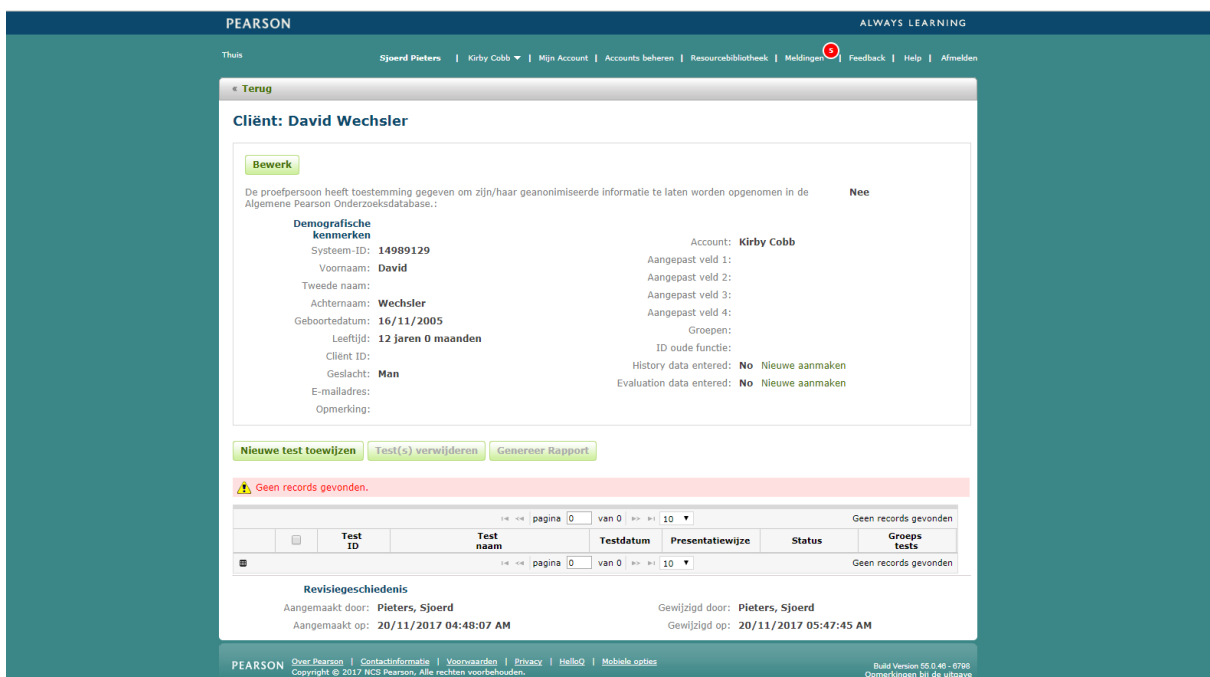 PEARSON ALWAYS LEARNING
Thuis Sjoerd Pieters | Kirby Cobb | Mijn Account | Accounts beheren | Resourcebibliotheek | Meldingen 5 | Feedback | Help | Afmelden
« Terug
Cliënt: David Wechsler
Bewerk
De proefpersoon heeft toestemming gegeven om zijn/haar geanonimiseerde informatie te laten worden opgenomen in de Nee
Algemene Pearson Onderzoeksdatabase.:
Demografische
kenmerken
Systeem-ID: 14989129
Voornaam: David
Tweede naam:
Achternaam: Wechsler
Geboortedatum: 16/11/2005
Leeftijd: 12 jaren 0 maanden
Cliënt ID:
Geslacht: Man
E-mailadres:
Opmerking:
Account: Kirby Cobb
Aangepast veld 1:
Aangepast veld 2:
Aangepast veld 3:
Aangepast veld 4:
Groepen:
ID oude functie:
History data entered: No Nieuwe aanmaken
Evaluation data entered: No Nieuwe aanmaken
Nieuwe test toewijzen Test(s) verwijderen Genereer Rapport
Geen records gevonden.
pagina 0 van 0 10 Geen records gevonden
Test ID Test naam Testdatum Presentatiewijze Status Groeps tests
pagina 0 van 0 10 Geen records gevonden
Revisiegeschiedenis
Aangemaakt door: Pieters, Sjoerd Gewijzigd door: Pieters, Sjoerd
Aangemaakt op: 20/11/2017 04:48:07 AM Gewijzigd op: 20/11/2017 05:47:45 AM
PEARSON Over Pearson | Contactinformatie | Voorwaarden | Privacy | HelloQ | Mobiele opties
Copyright © 2017 NCS Pearson, Alle rechten voorbehouden.
Build Version 55.0.46 - 6798
Opmerkingen bij de uitgave